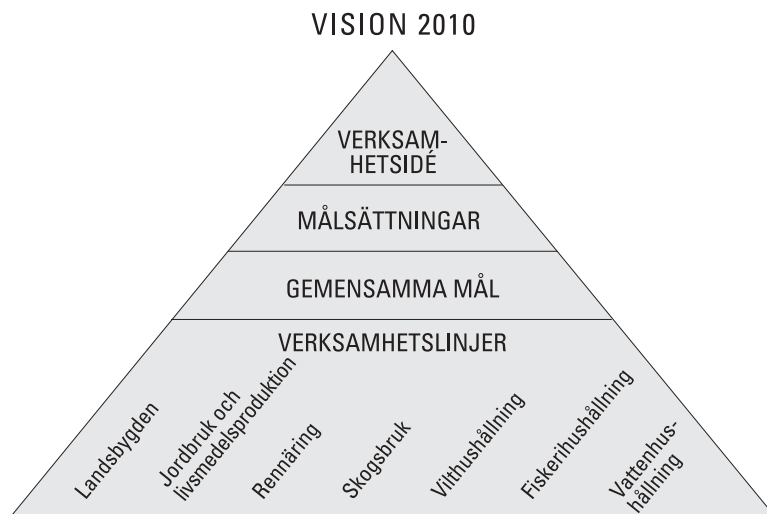 VISION 2010
VERKSAM-
HETSIDÉ
MÅLSÄTTNINGAR
GEMENSAMMA MÅL
VERKSAMHETSLINJER
Landsbygden
Jordbruk och
livsmedelsproduktion
Rennäring
Skogsbruk
Vilthushållning
Fiskerihushållning
Vattenhus-
hållning